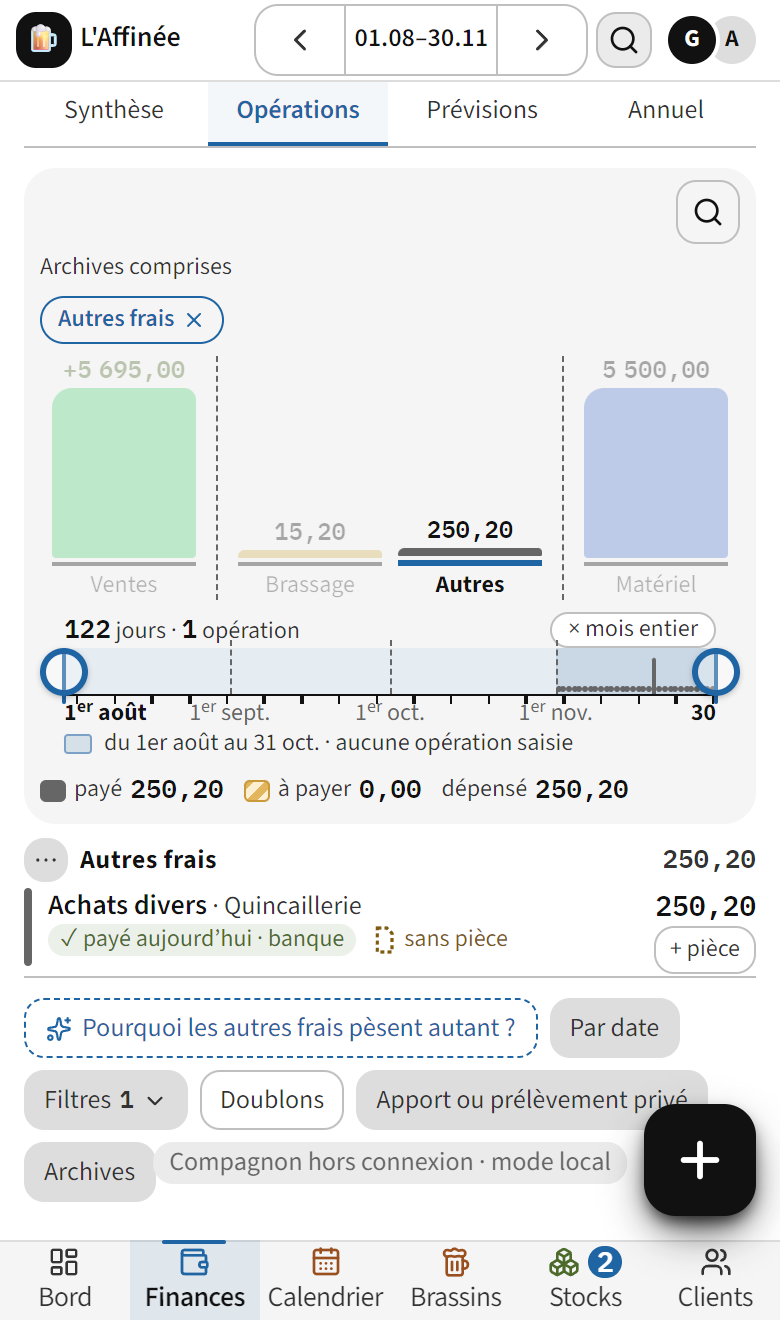 L'Affinée
01.08–30.11
G A
Synthèse Opérations Prévisions Annuel
Archives comprises
Autres frais ×
+5 695,00 15,20 250,20 5 500,00
Ventes Brassage Autres Matériel
122 jours · 1 opération × mois entier
1er août 1er sept. 1er oct. 1er nov. 30
du 1er août au 31 oct. · aucune opération saisie
payé 250,20 à payer 0,00 dépensé 250,20
··· Autres frais 250,20
Achats divers · Quincaillerie 250,20
✓ payé aujourd’hui · banque sans pièce + pièce
Pourquoi les autres frais pèsent autant ? Par date
Filtres 1 Doublons Apport ou prélèvement privé
Archives Compagnon hors connexion · mode local
+
2
Bord Finances Calendrier Brassins Stocks Clients